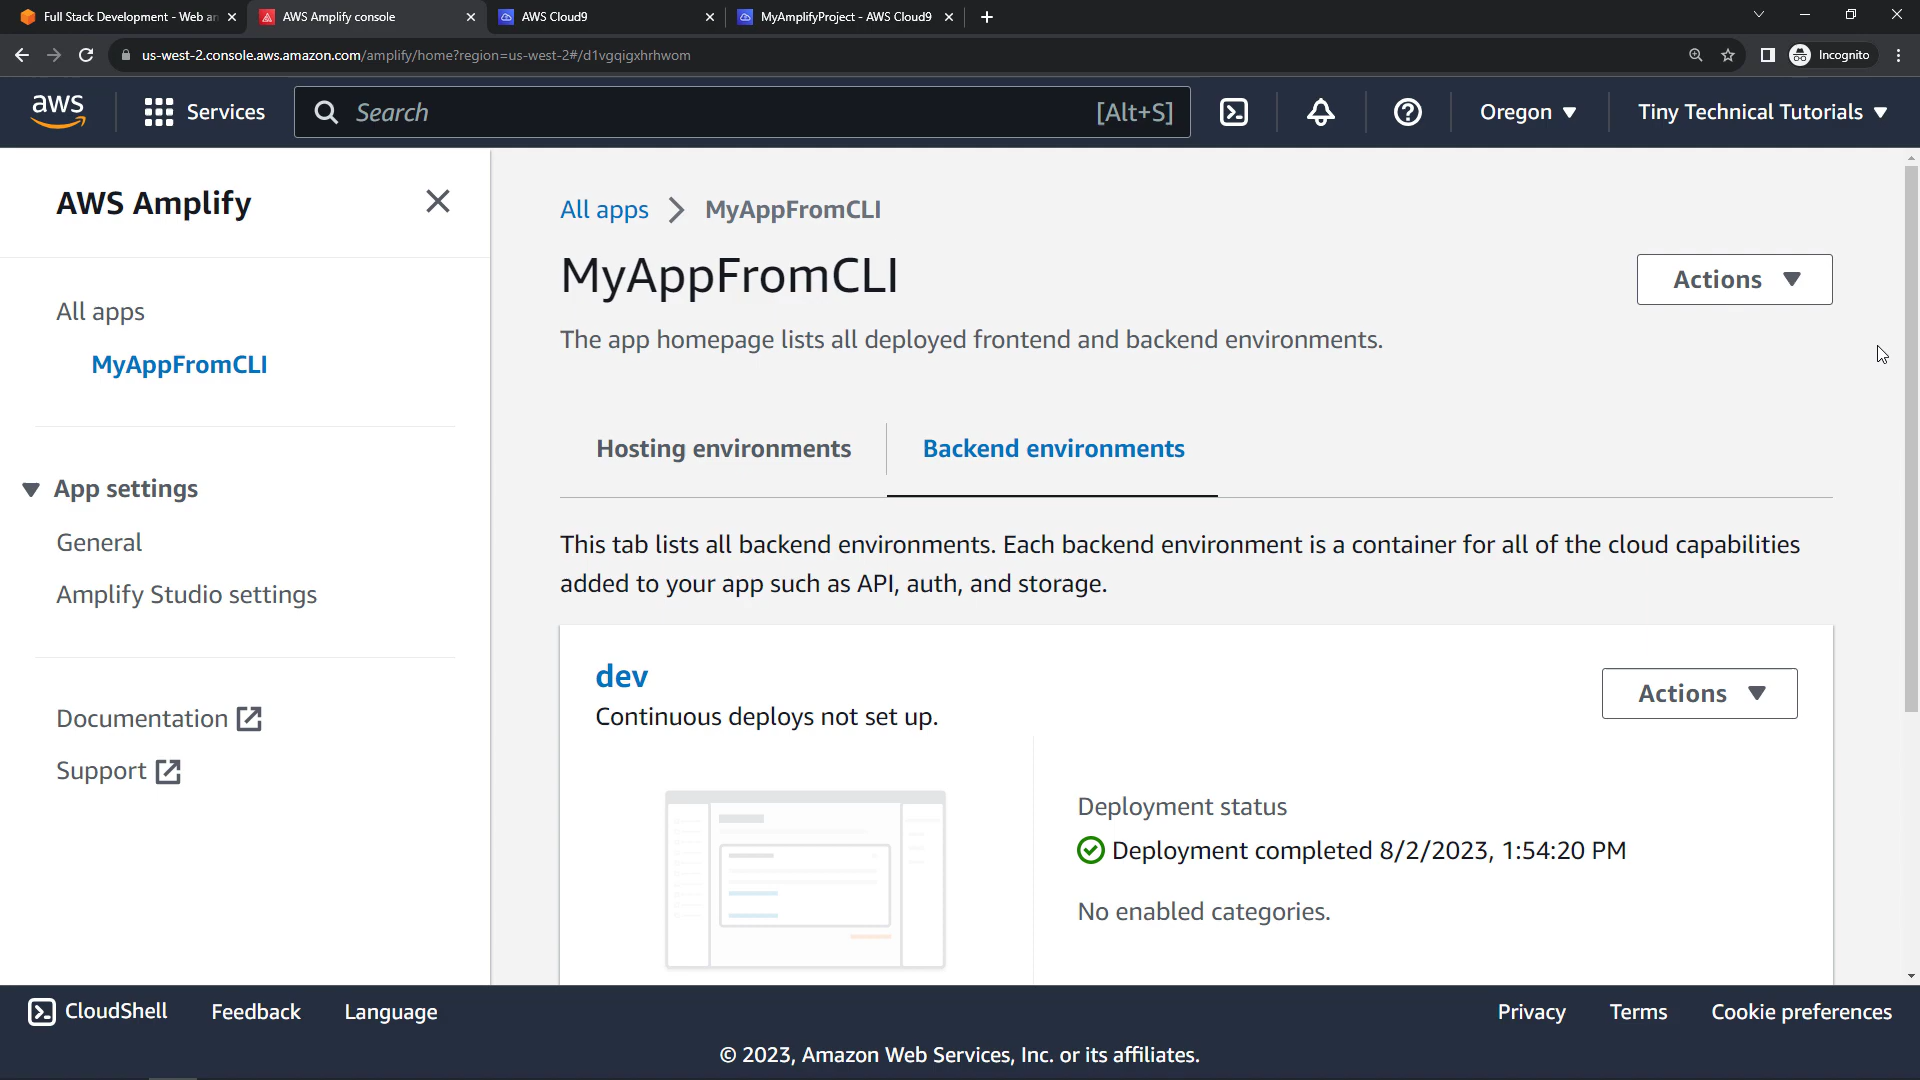 Full Stack Development - Web an
AWS Amplify console
AWS Cloud9
MyAmplifyProject - AWS Cloud9
us-west-2.console.aws.amazon.com/amplify/home?region=us-west-2#/d1vgqigxhrhwom
Incognito
aws
Services
Search
[Alt+S]
Oregon
Tiny Technical Tutorials
AWS Amplify
All apps
MyAppFromCLI
App settings
General
Amplify Studio settings
Documentation
Support
All apps
MyAppFromCLI
MyAppFromCLI
Actions
The app homepage lists all deployed frontend and backend environments.
Hosting environments
Backend environments
This tab lists all backend environments. Each backend environment is a container for all of the cloud capabilities
added to your app such as API, auth, and storage.
dev
Continuous deploys not set up.
Actions
Deployment status
Deployment completed 8/2/2023, 1:54:20 PM
No enabled categories.
CloudShell
Feedback
Language
Privacy
Terms
Cookie preferences
© 2023, Amazon Web Services, Inc. or its affiliates.